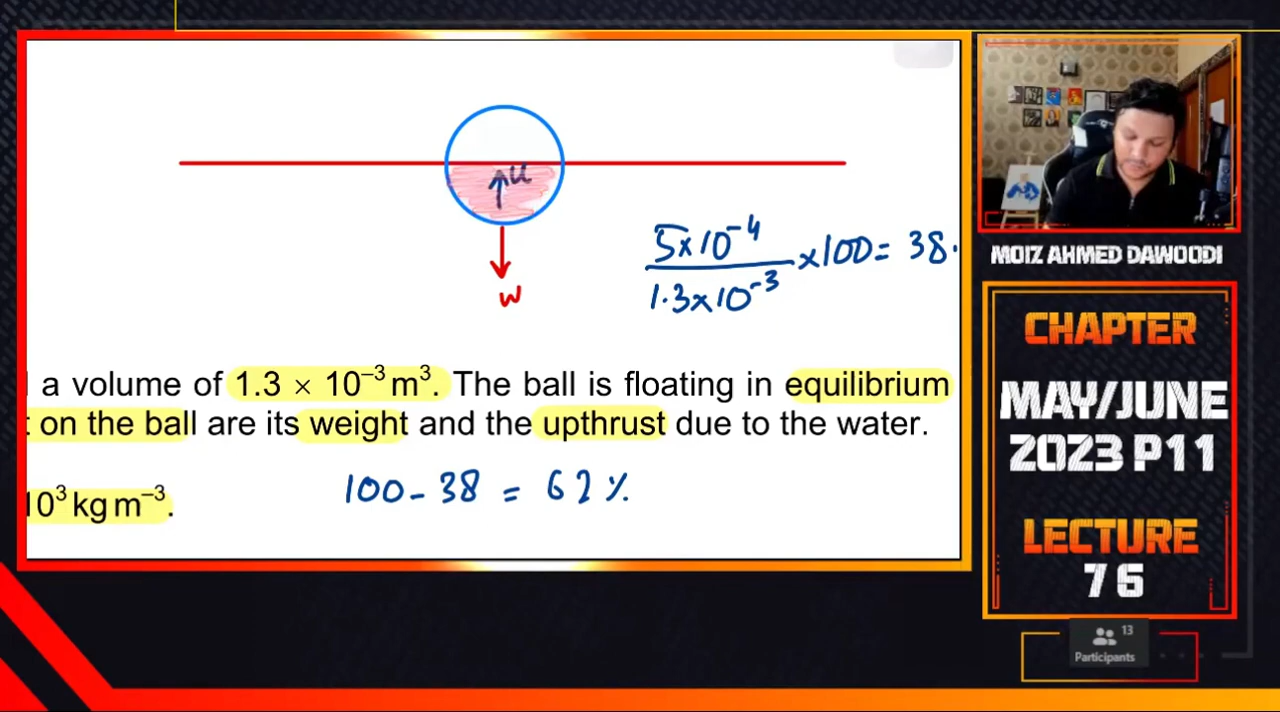 u
W
5×10⁻⁴
1.3×10⁻³
×100 = 38.
a volume of 1.3 × 10⁻³ m³. The ball is floating in equilibrium
on the ball are its weight and the upthrust due to the water.
100 - 38 = 62 %
10³ kg m⁻³.
MOIZ AHMED DAWOODI
CHAPTER
MAY/JUNE
2023 P11
LECTURE
76
13
Participants